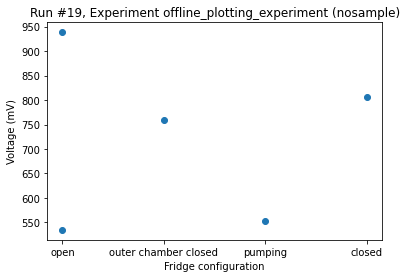 Run #19, Experiment offline_plotting_experiment (nosample)
950
900
850
800
750
700
650
600
550
Voltage (mV)
open outer chamber closed pumping closed
Fridge configuration